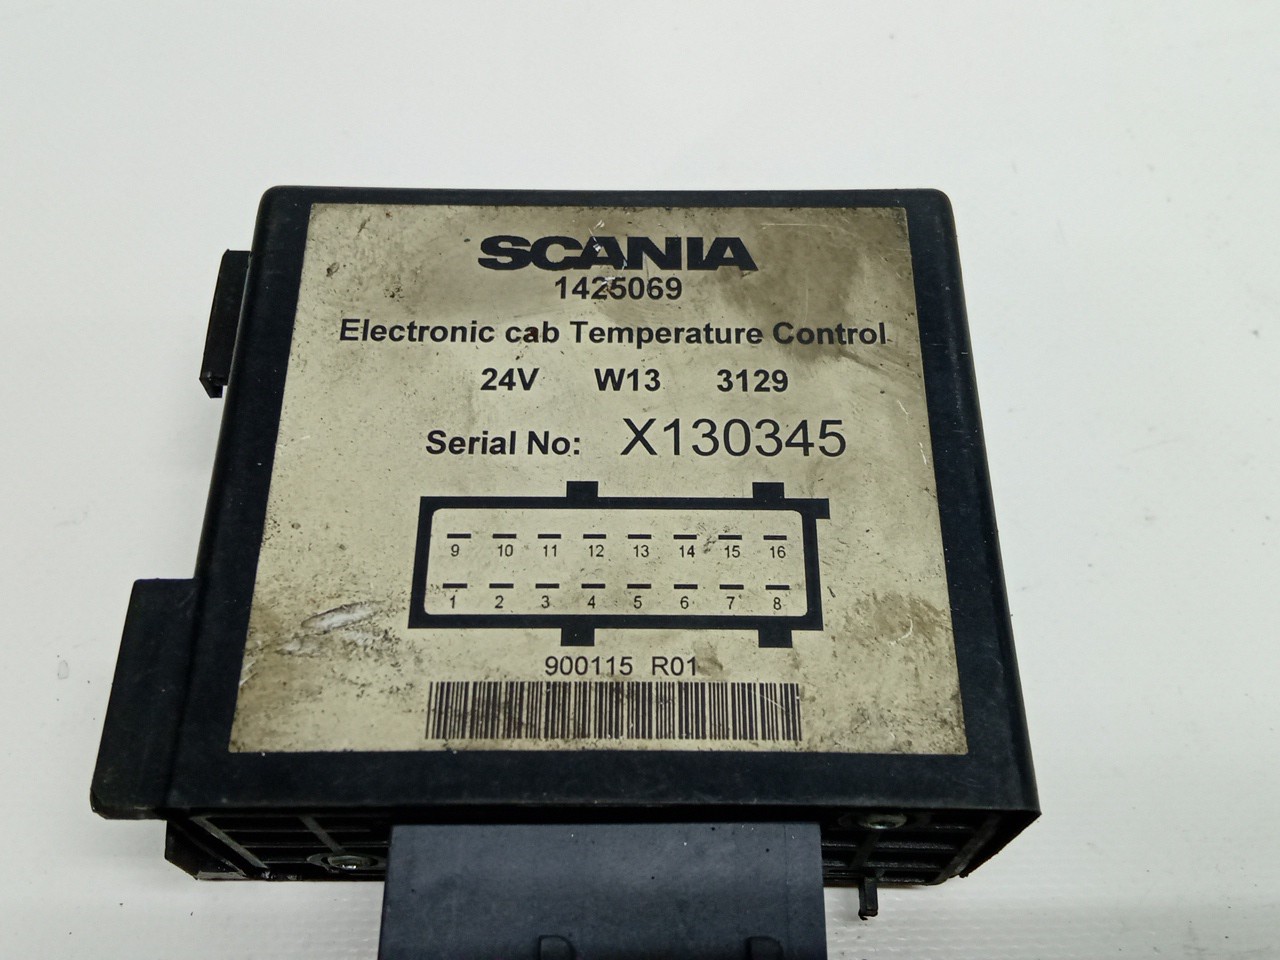 SCANIA
1425069
Electronic cab Temperature Control
24V W13 3129
Serial No: X130345
9 10 11 12 13 14 15 16
1 2 3 4 5 6 7 8
900115 R01